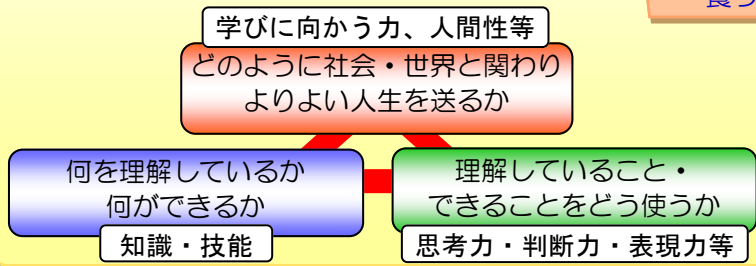 学びに向かう力、人間性等
どのように社会・世界と関わり
よりよい人生を送るか
何を理解しているか
何ができるか
知識・技能
理解していること・
できることをどう使うか
思考力・判断力・表現力等